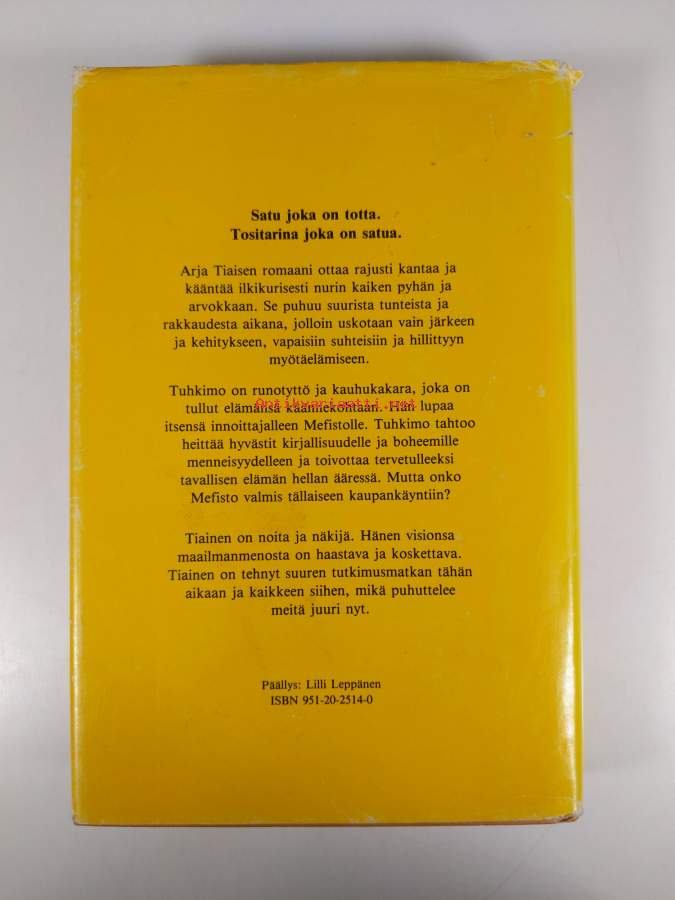 Satu joka on totta.
Tositarina joka on satua.
Arja Tiaisen romaani ottaa rajusti kantaa ja
kääntää ilkikurisesti nurin kaiken pyhän ja
arvokkaan. Se puhuu suurista tunteista ja
rakkaudesta aikana, jolloin uskotaan vain järkeen
ja kehitykseen, vapaisiin suhteisiin ja hillittyyn
myötäelämiseen.
Tuhkimo on runotyttö ja kauhukakara, joka on
Antikvariaatti.net
tullut elämänsä käännekohtaan. Hän lupaa
itsensä innoittajalleen Mefistolle. Tuhkimo tahtoo
heittää hyvästit kirjallisuudelle ja boheemille
menneisyydelleen ja toivottaa tervetulleeksi
tavallisen elämän hellan ääressä. Mutta onko
Mefisto valmis tällaiseen kaupankäyntiin?
Tiainen on noita ja näkijä. Hänen visionsa
maailmanmenosta on haastava ja koskettava.
Tiainen on tehnyt suuren tutkimusmatkan tähän
aikaan ja kaikkeen siihen, mikä puhuttelee
meitä juuri nyt.
Päällys: Lilli Leppänen
ISBN 951-20-2514-0